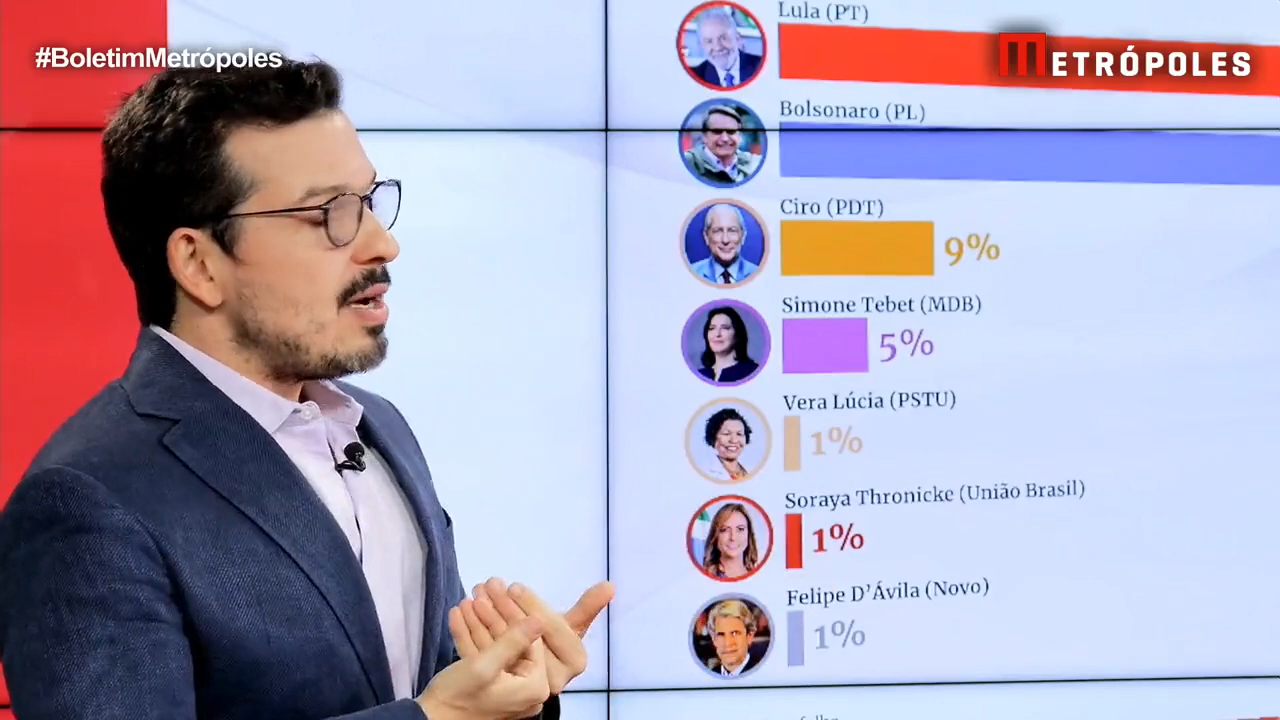 #BoletimMetrópoles
METRÓPOLES
Lula (PT)
Bolsonaro (PL)
Ciro (PDT)
9%
Simone Tebet (MDB)
5%
Vera Lúcia (PSTU)
1%
Soraya Thronicke (União Brasil)
1%
Felipe D'Ávila (Novo)
1%